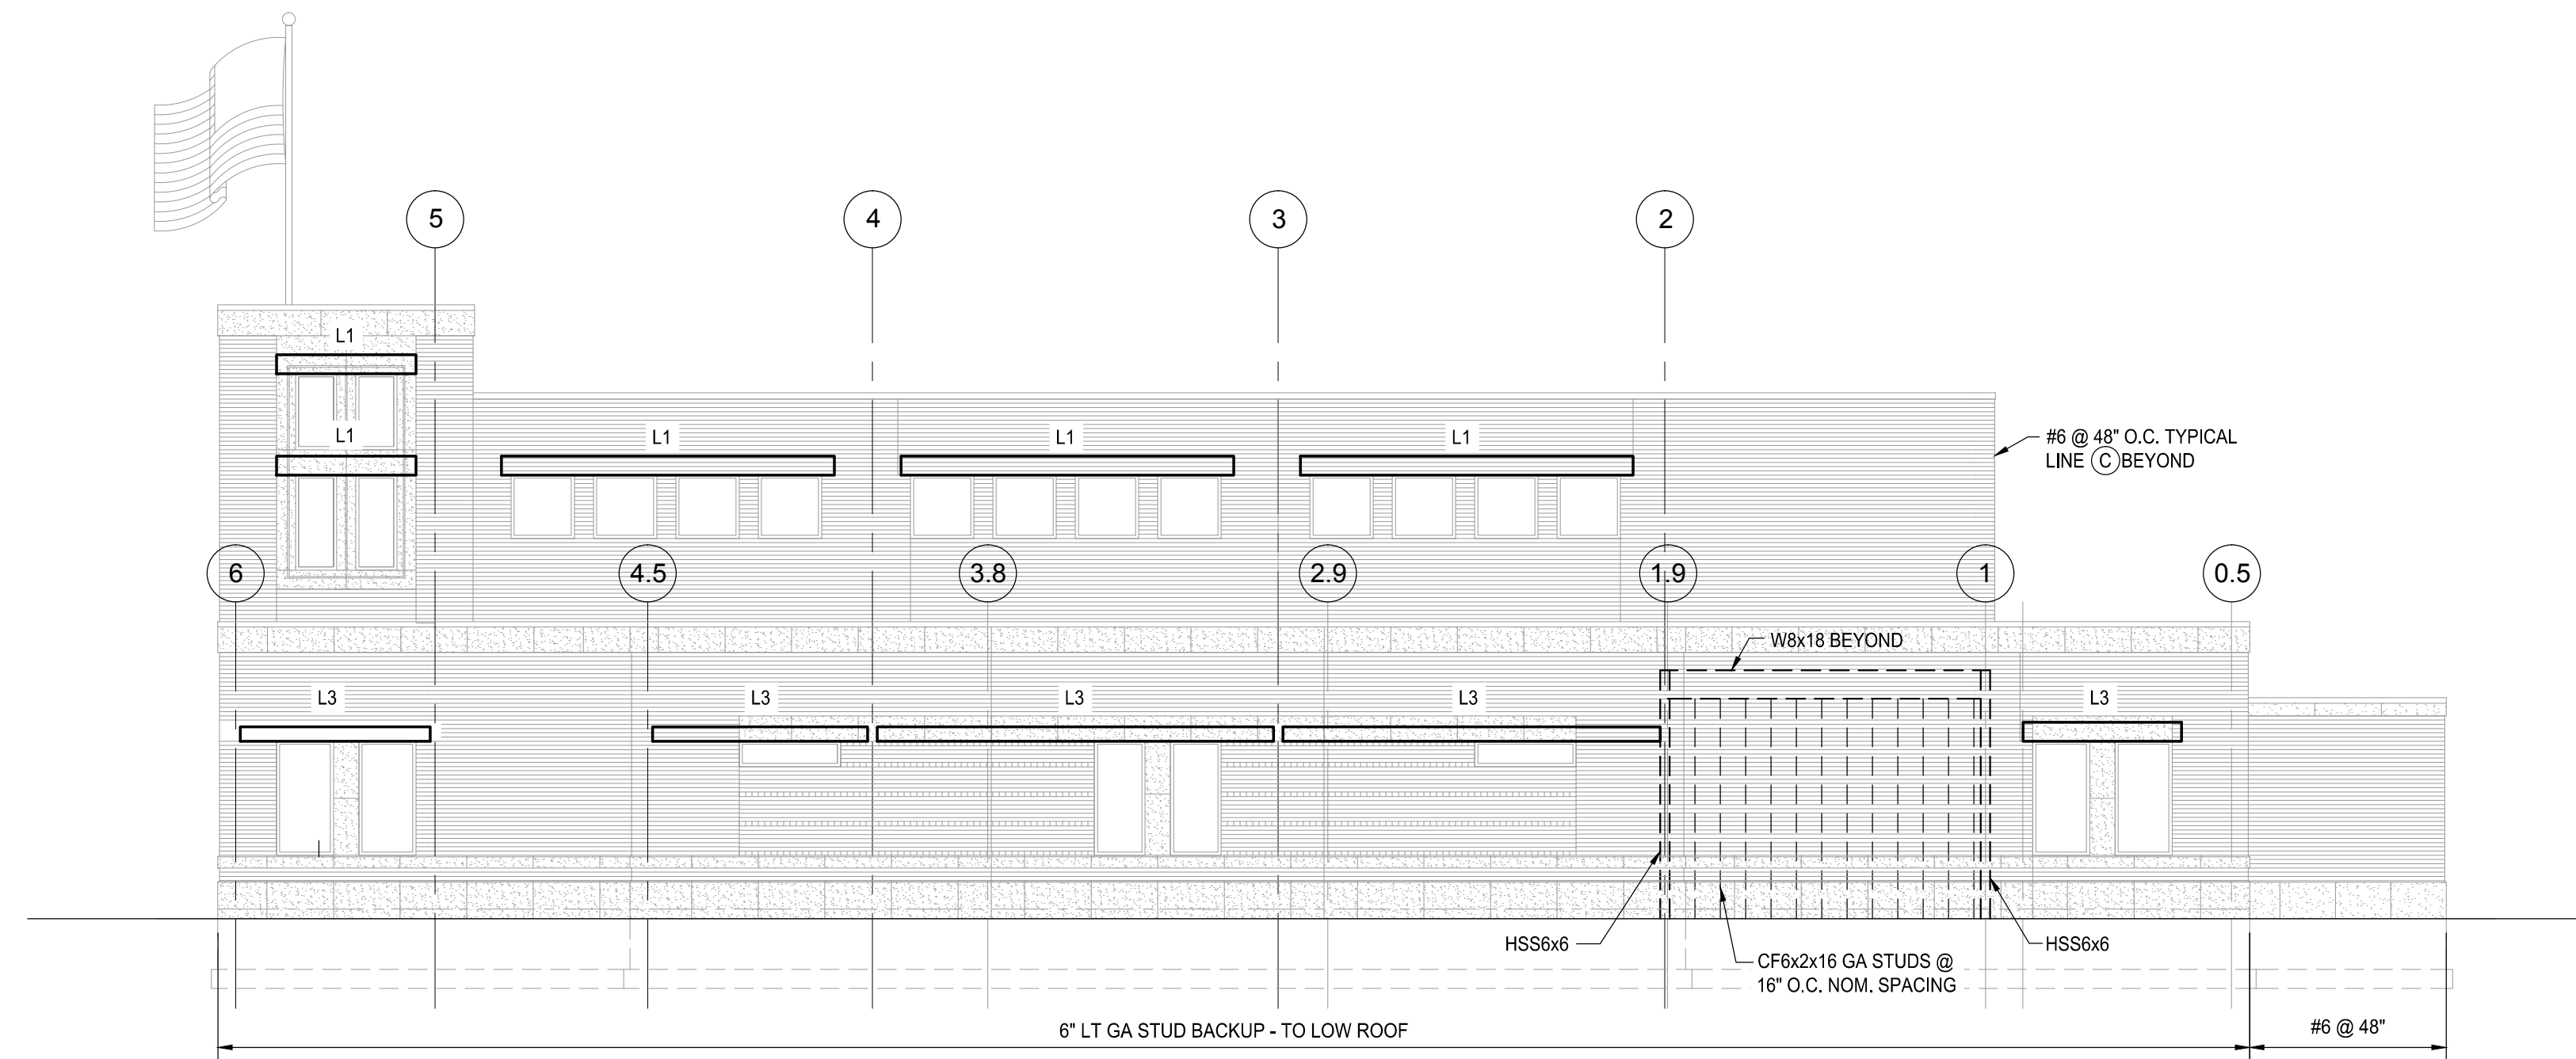 5
4
3
2
L1
L1
L1
L1
L1
#6 @ 48" O.C. TYPICAL
LINE C BEYOND
6
4.5
3.8
2.9
1.9
1
0.5
W8x18 BEYOND
L3
L3
L3
L3
L3
HSS6x6
HSS6x6
CF6x2x16 GA STUDS @
16" O.C. NOM. SPACING
6" LT GA STUD BACKUP - TO LOW ROOF
#6 @ 48"